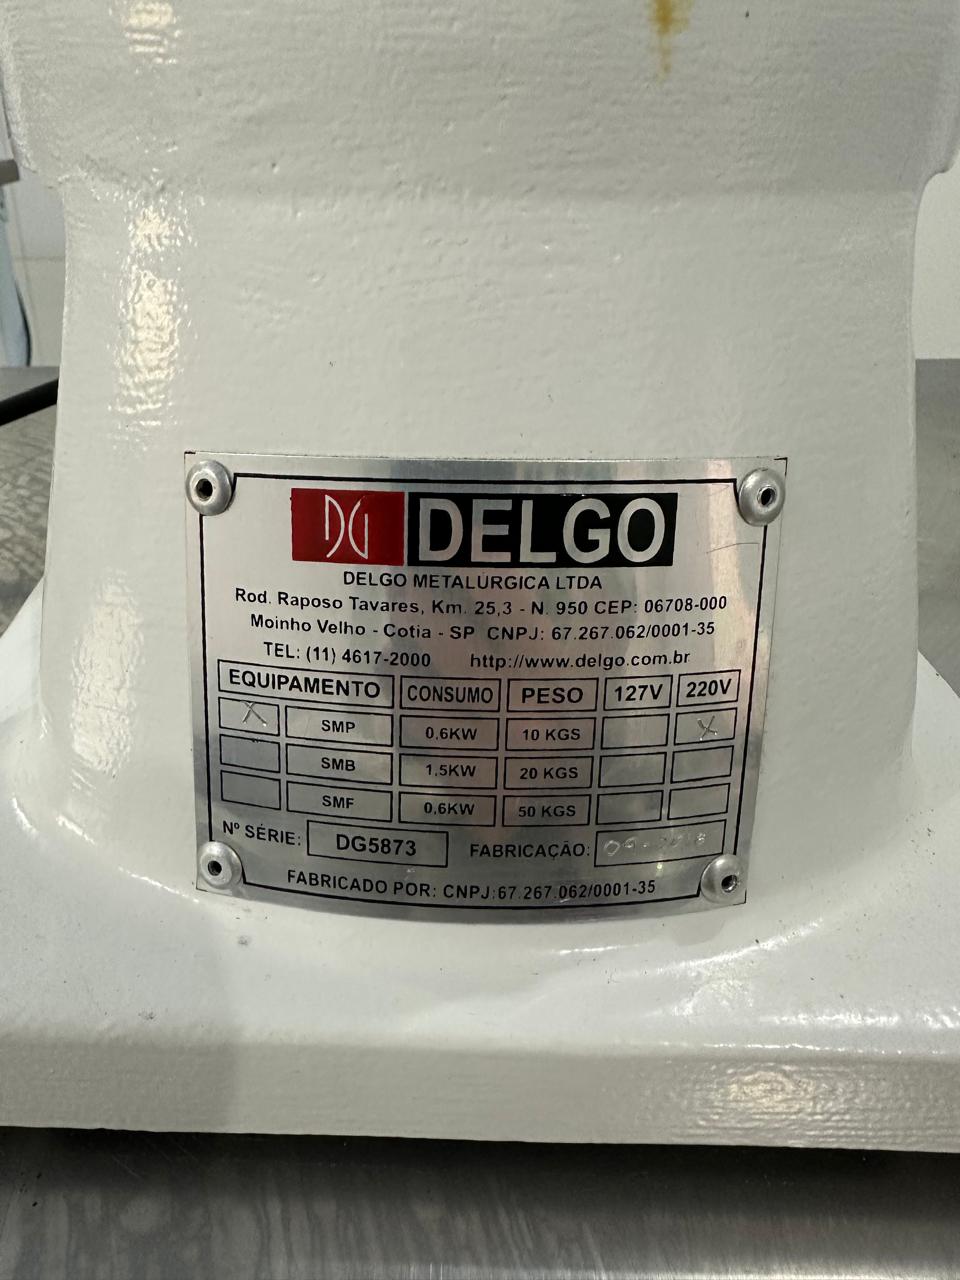 DG DELGO
DELGO METALÚRGICA LTDA
Rod. Raposo Tavares, Km. 25,3 - N. 950 CEP: 06708-000
Moinho Velho - Cotia - SP CNPJ: 67.267.062/0001-35
TEL: (11) 4617-2000 http://www.delgo.com.br
EQUIPAMENTO CONSUMO PESO 127V 220V
X SMP 0,6KW 10 KGS X
SMB 1,5KW 20 KGS
SMF 0,6KW 50 KGS
Nº SÉRIE: DG5873 FABRICAÇÃO:
FABRICADO POR: CNPJ:67.267.062/0001-35